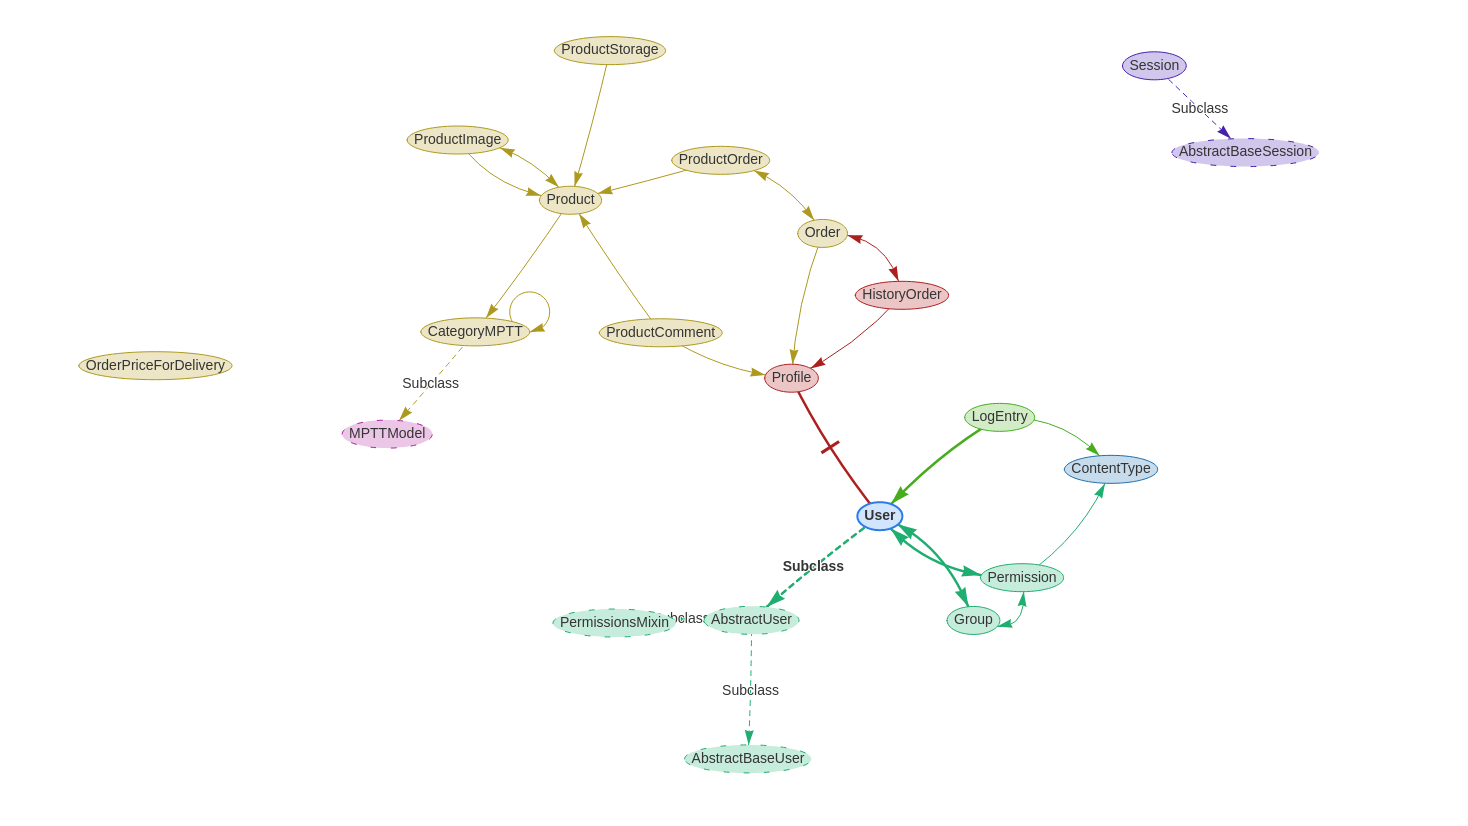 ProductStorage
Session
Subclass
ProductImage
AbstractBaseSession
ProductOrder
Product
Order
HistoryOrder
CategoryMPTT
ProductComment
OrderPriceForDelivery
Profile
Subclass
LogEntry
MPTTModel
ContentType
User
Subclass
Permission
PermissionsMixin
bclass
AbstractUser
Group
Subclass
AbstractBaseUser